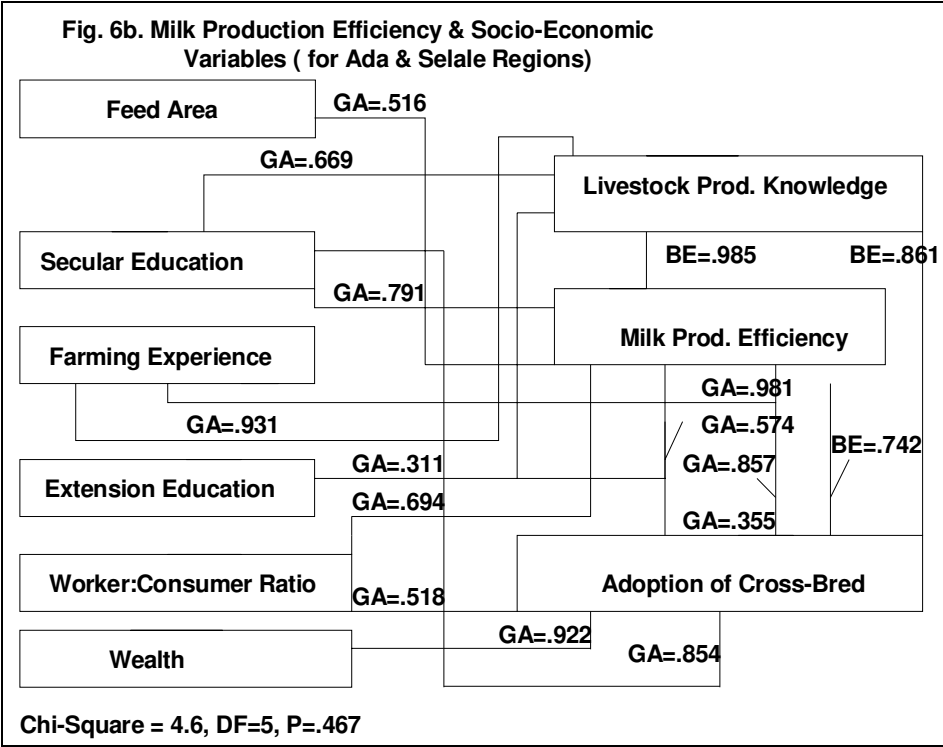 Fig. 6b. Milk Production Efficiency & Socio-Economic
Variables ( for Ada & Selale Regions)
Feed Area
GA=.516
GA=.669
Livestock Prod. Knowledge
Secular Education
BE=.985
BE=.861
GA=.791
Milk Prod. Efficiency
Farming Experience
GA=.981
GA=.931
GA=.574
BE=.742
GA=.311
GA=.857
Extension Education
GA=.694
GA=.355
Worker:Consumer Ratio
Adoption of Cross-Bred
GA=.518
GA=.922
GA=.854
Wealth
Chi-Square = 4.6, DF=5, P=.467